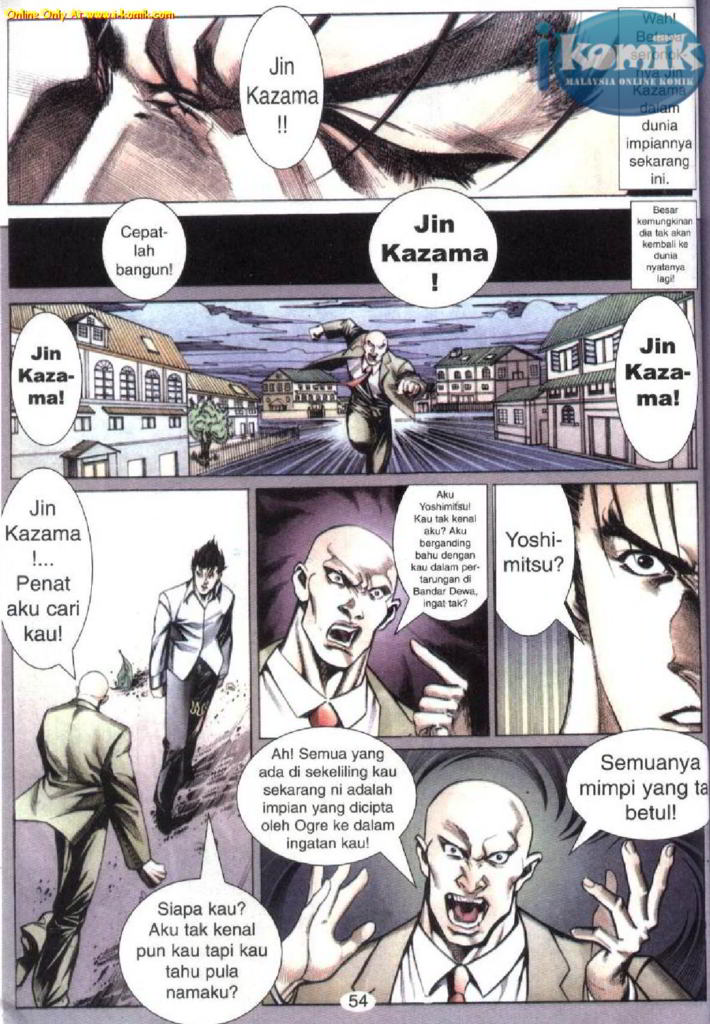 Online Only At www.i-komik.com
ikomik
MALAYSIA ONLINE KOMIK
Wah!
nya Jin
Kazama
dalam
dunia
impiannya
sekarang
ini.
Jin
Kazama
!!
Besar
kemungkinan
dia tak akan
kembali ke
dunia
nyatanya
lagi!
Cepat-
lah
bangun!
Jin
Kazama
!
Jin
Kaza-
ma!
Jin
Kaza-
ma!
Jin
Kazama
!...
Penat
aku cari
kau!
Siapa kau?
Aku tak kenal
pun kau tapi kau
tahu pula
namaku?
Aku
Yoshimitsu!
Kau tak kenal
aku? Aku
berganding
bahu dengan
kau dalam per-
tarungan di
Bandar Dewa,
ingat tak?
Yoshi-
mitsu?
Ah! Semua yang
ada di sekeliling kau
sekarang ni adalah
impian yang dicipta
oleh Ogre ke dalam
ingatan kau!
Semuanya
mimpi yang ta
betul!
54